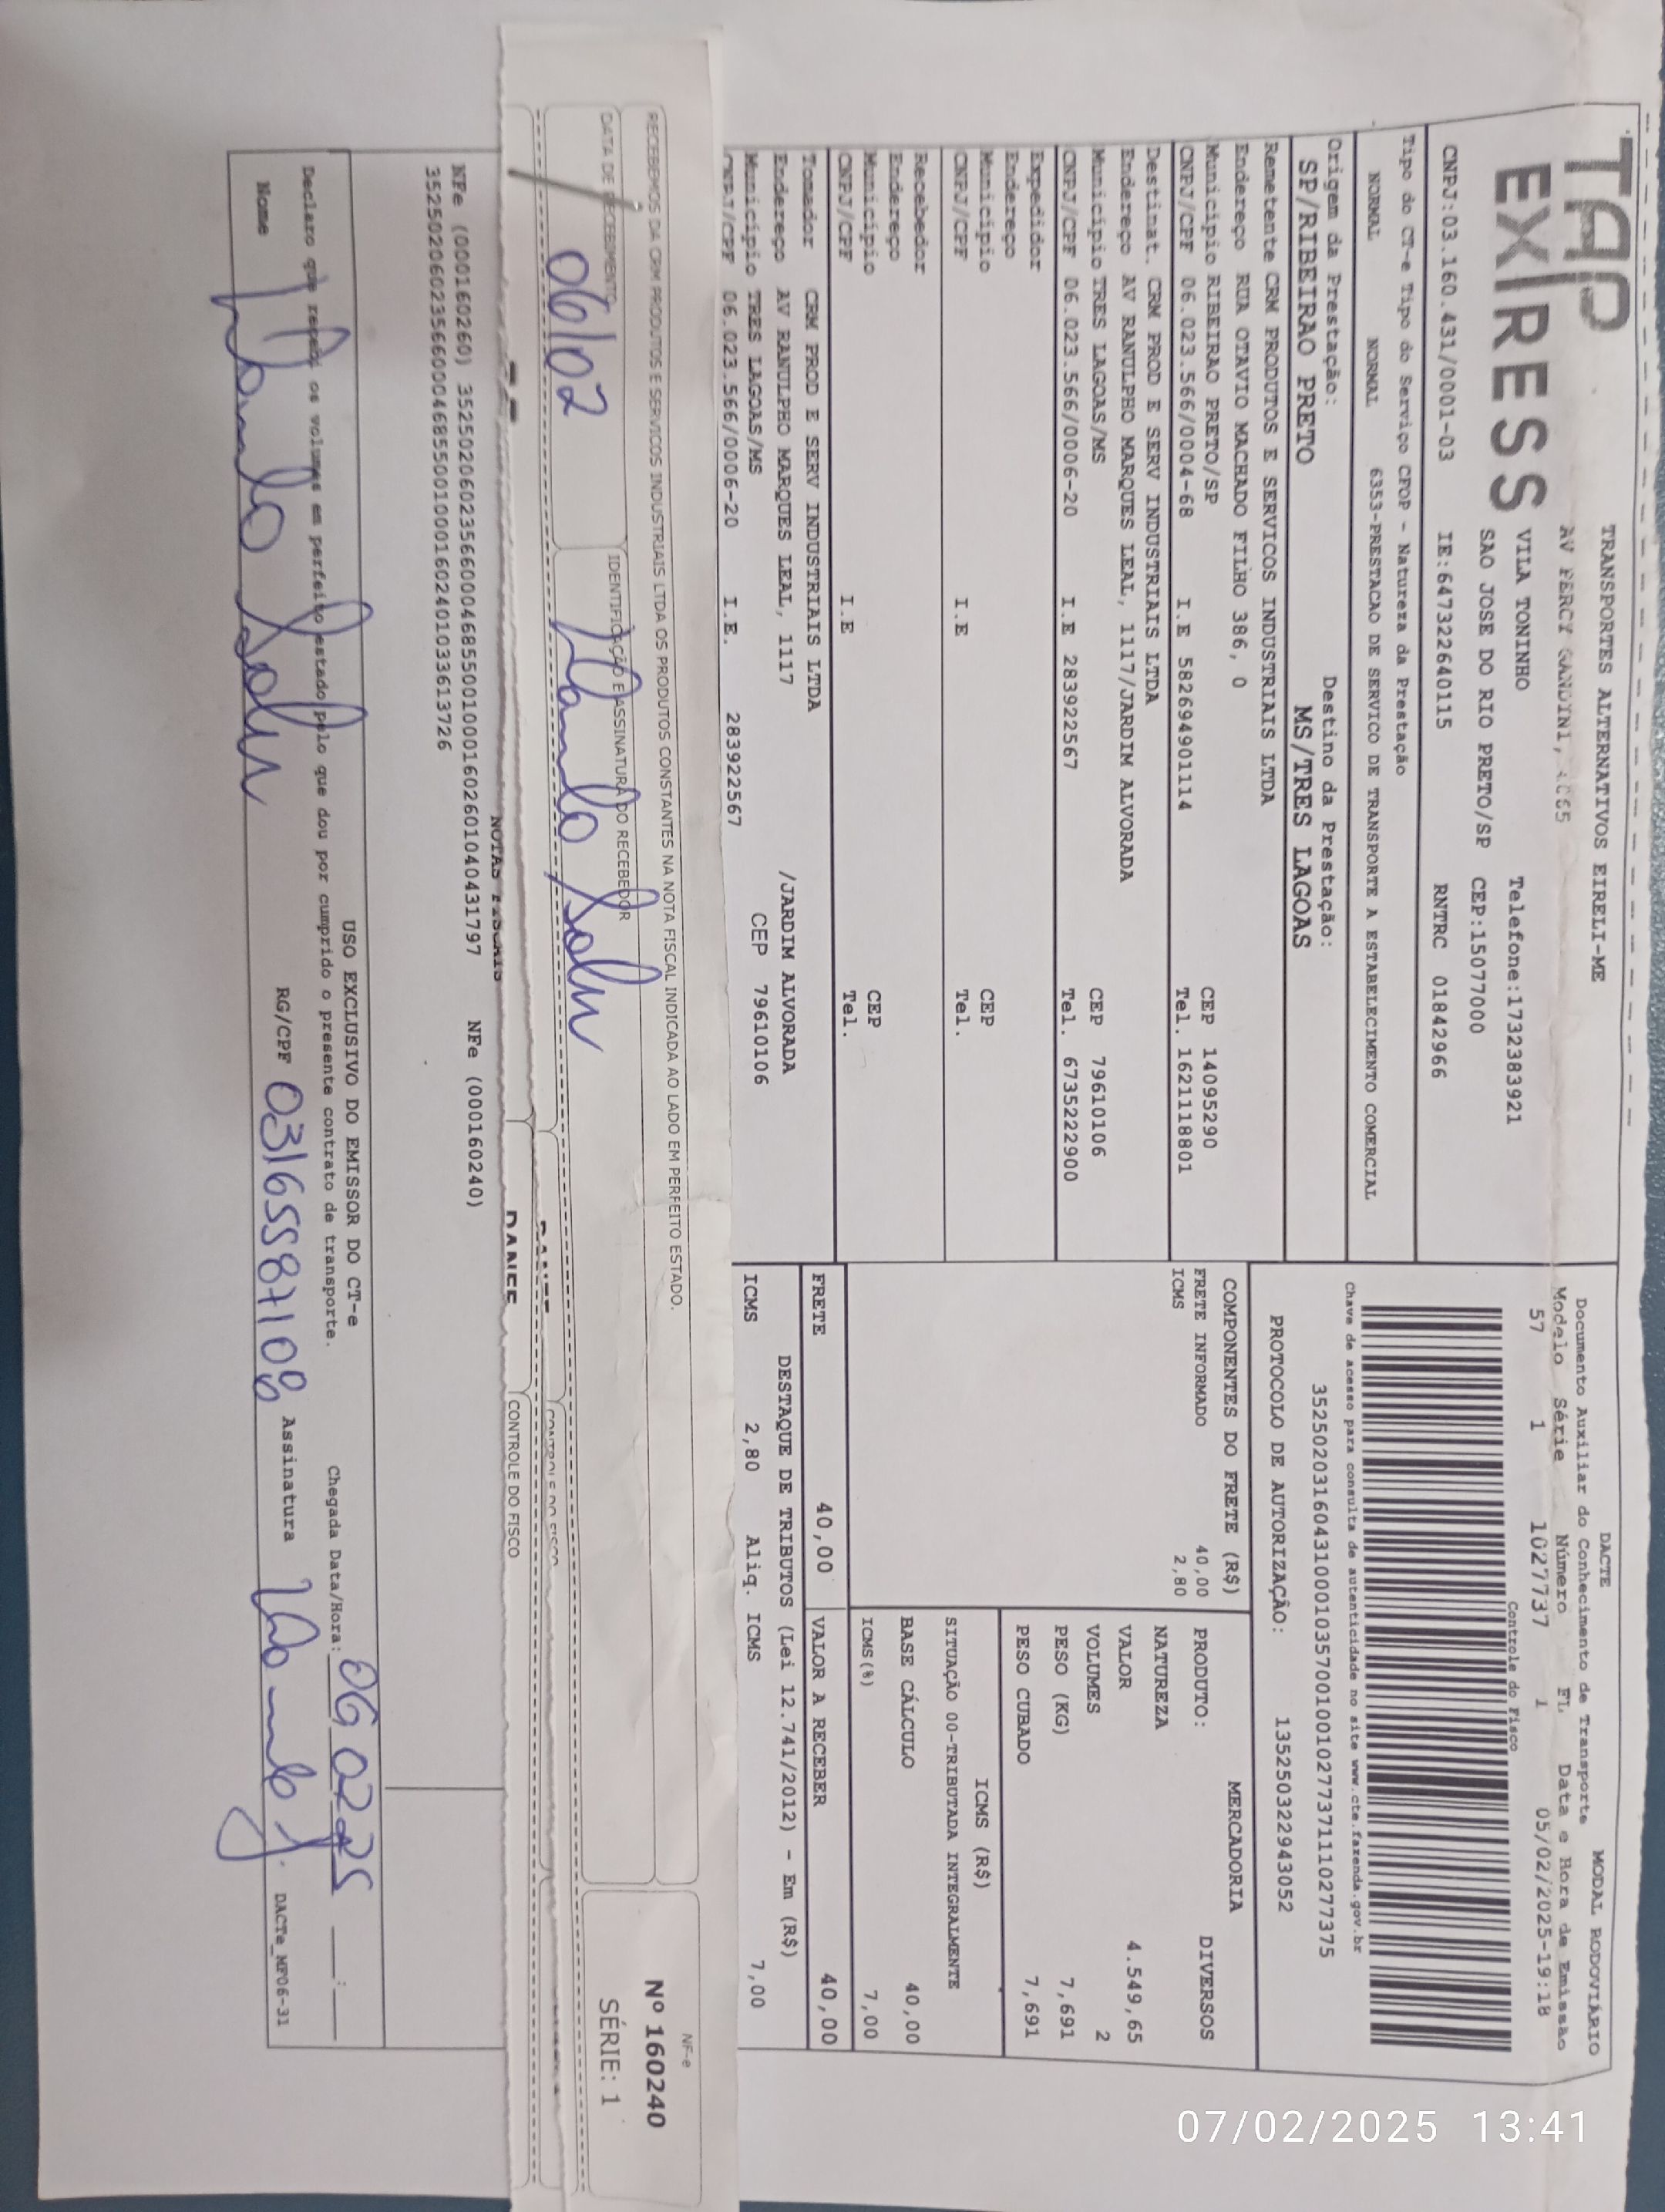 TAP
EXPRESS
TRANSPORTES ALTERNATIVOS EIRELI-ME
AV PERCY GANDINI,
VILA TONINHO Telefone:1732383921
SAO JOSE DO RIO PRETO/SP CEP:15077000
CNPJ:03.160.431/0001-03 IE:647322640115 RNTRC 01842966
Tipo do CT-e Tipo do Serviço CFOP - Natureza da Prestação
NORMAL NORMAL 6353-PRESTACAO DE SERVICO DE TRANSPORTE A ESTABELECIMENTO COMERCIAL
Origem da Prestação: Destino da Prestação:
SP/RIBEIRAO PRETO MS/TRES LAGOAS
DACTE MODAL RODOVIÁRIO
Documento Auxiliar do Conhecimento de Transporte
Modelo Série Número FL Data e Hora de Emissão
57 1 1027737 1 05/02/2025-19:18
Controle do Fisco
Chave de acesso para consulta de autenticidade no site www.cte.fazenda.gov.br
35250203160431000103570010010277371110277375
PROTOCOLO DE AUTORIZAÇÃO: 135250322943052
Remetente CRM PRODUTOS E SERVICOS INDUSTRIAIS LTDA
Endereço RUA OTAVIO MACHADO FILHO 386, 0
Município RIBEIRAO PRETO/SP CEP 14095290
CNPJ/CPF 06.023.566/0004-68 I.E 582694901114 Tel. 1621118801
Destinat. CRM PROD E SERV INDUSTRIAIS LTDA
Endereço AV RANULPHO MARQUES LEAL, 1117/JARDIM ALVORADA
Município TRES LAGOAS/MS CEP 79610106
CNPJ/CPF 06.023.566/0006-20 I.E 283922567 Tel. 6735222900
Expedidor
Endereço
Município CEP
CNPJ/CPF I.E Tel.
Recebedor
Endereço
Município CEP
CNPJ/CPF I.E Tel.
Tomador CRM PROD E SERV INDUSTRIAIS LTDA
Endereço AV RANULPHO MARQUES LEAL, 1117 /JARDIM ALVORADA
Município TRES LAGOAS/MS CEP 79610106
CNPJ/CPF 06.023.566/0006-20 I.E. 283922567
COMPONENTES DO FRETE (R$)
FRETE INFORMADO 40,00
ICMS 2,80
MERCADORIA
PRODUTO: DIVERSOS
NATUREZA
VALOR 4.549,65
VOLUMES 2
PESO (KG) 7,691
PESO CUBADO 7,691
ICMS (R$)
SITUAÇÃO 00-TRIBUTADA INTEGRALMENTE
BASE CÁLCULO 40,00
ICMS(%) 7,00
FRETE 40,00 VALOR A RECEBER 40,00
DESTAQUE DE TRIBUTOS (Lei 12.741/2012) - Em (R$)
ICMS 2,80 Aliq. ICMS 7,00
RECEBEMOS DA CRM PRODUTOS E SERVICOS INDUSTRIAIS LTDA OS PRODUTOS CONSTANTES NA NOTA FISCAL INDICADA AO LADO EM PERFEITO ESTADO.
NF-e
Nº 160240
SÉRIE: 1
DATA DE RECEBIMENTO IDENTIFICAÇÃO E ASSINATURA DO RECEBEDOR
06/02
CONTROLE DO FISCO
DANFE CONTROLE DO FISCO
NOTAS FISCAIS
NFe (000160260) 35250206023566000468550010001602601040431797 NFe (000160240)
35250206023566000468550010001602401033613726
USO EXCLUSIVO DO EMISSOR DO CT-e
Declaro que recebi os volumes em perfeito estado pelo que dou por cumprido o presente contrato de transporte. Chegada Data/Hora: 06 02 25 __:__
Nome RG/CPF 03165587108 Assinatura
DACTe_MF06-31
07/02/2025 13:41